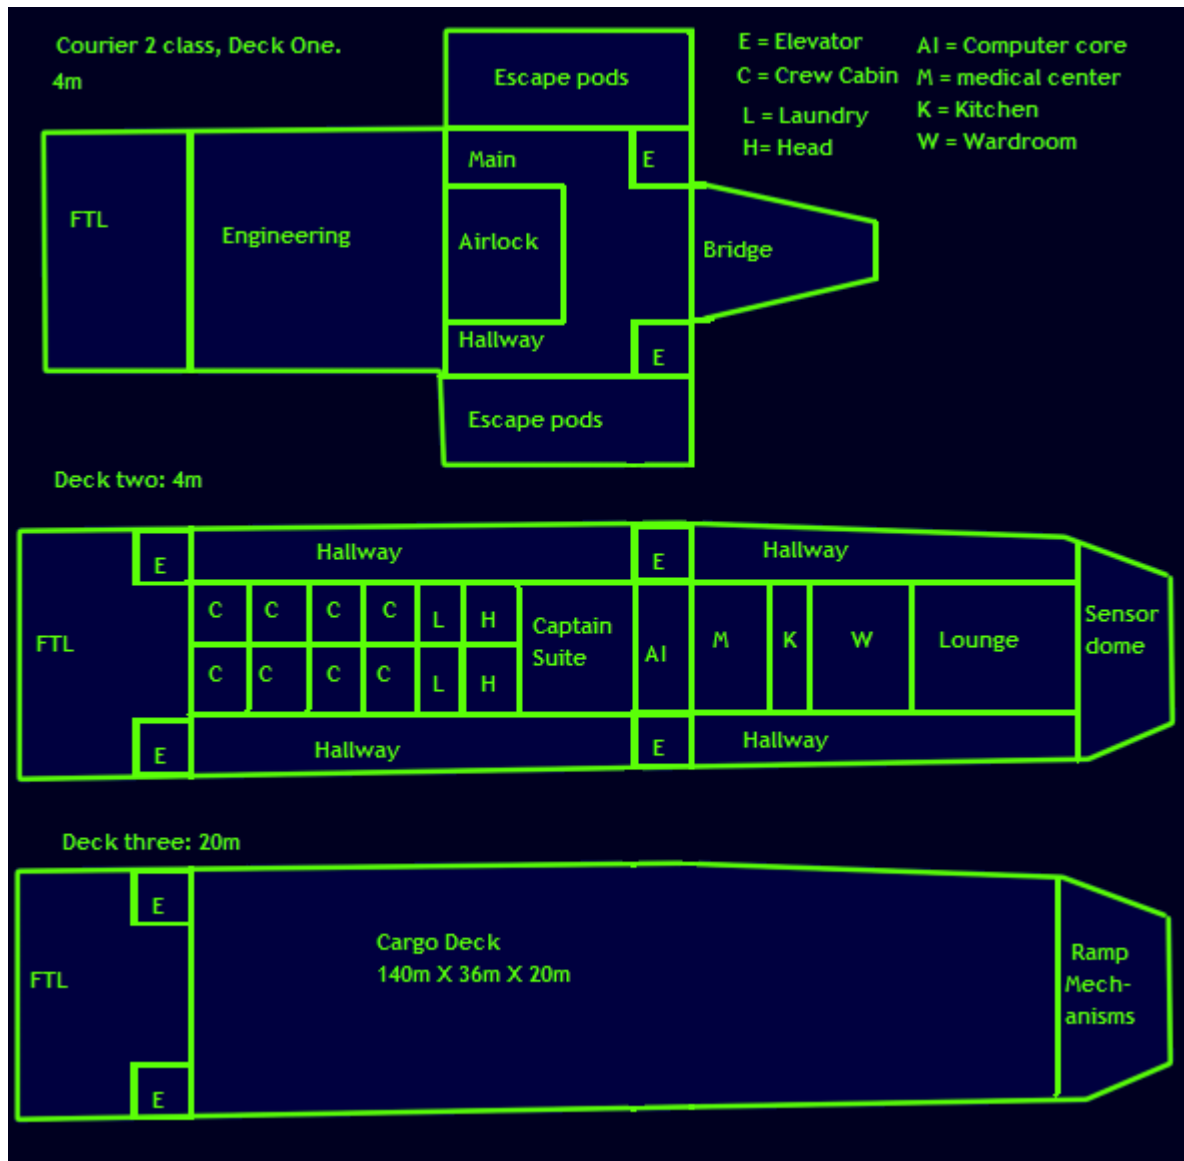 Courier 2 class, Deck One.
4m
E = Elevator
C = Crew Cabin
L = Laundry
H= Head
AI = Computer core
M = medical center
K = Kitchen
W = Wardroom
Escape pods
Main
E
FTL
Engineering
Airlock
Bridge
Hallway
E
Escape pods
Deck two: 4m
E
Hallway
E
Hallway
C
C
C
C
L
H
Captain
Suite
FTL
AI
M
K
W
Lounge
Sensor
dome
C
C
C
C
L
H
E
Hallway
E
Hallway
Deck three: 20m
E
Cargo Deck
140m X 36m X 20m
FTL
Ramp
Mech-
anisms
E